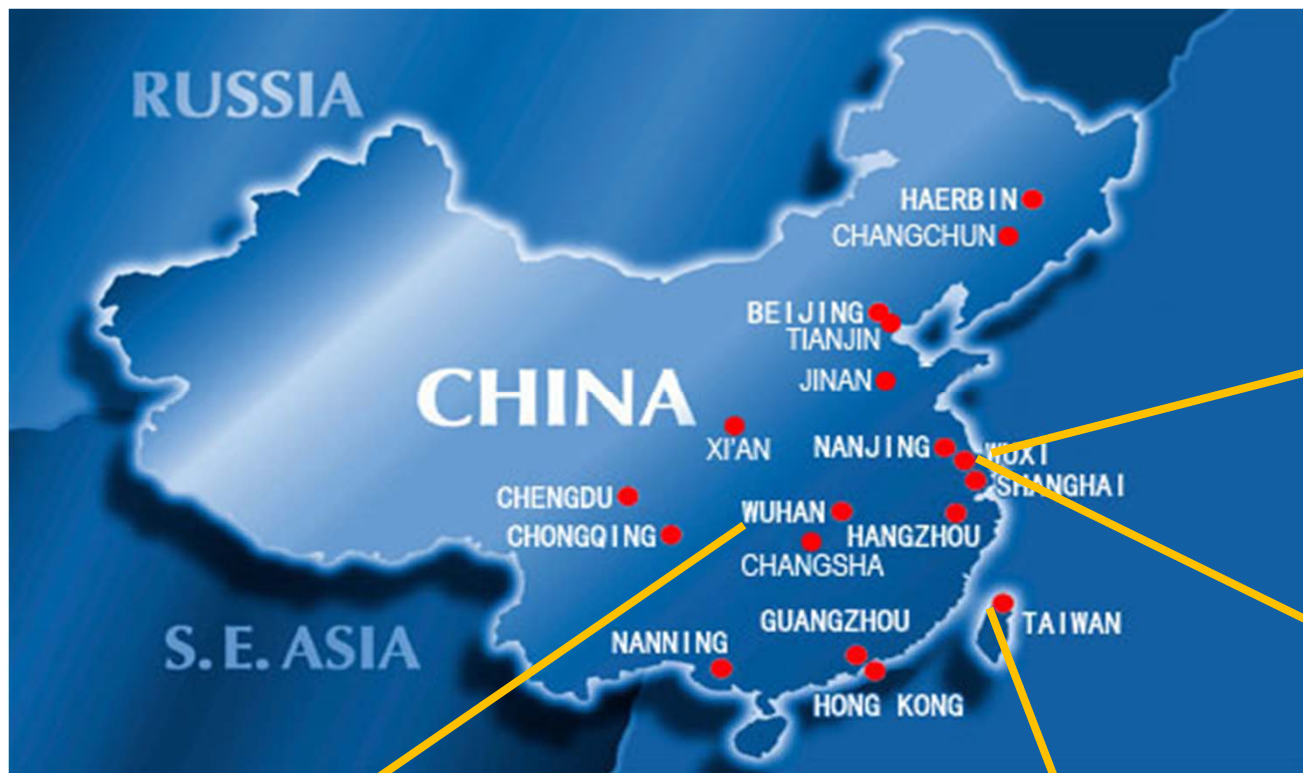 RUSSIA
HAERBIN
CHANGCHUN
BEIJING
TIANJIN
JINAN
CHINA
XI'AN
NANJING
WUXI
SHANGHAI
CHENGDU
WUHAN
CHONGQING
HANGZHOU
CHANGSHA
GUANGZHOU
TAIWAN
NANNING
S.E. ASIA
HONG KONG